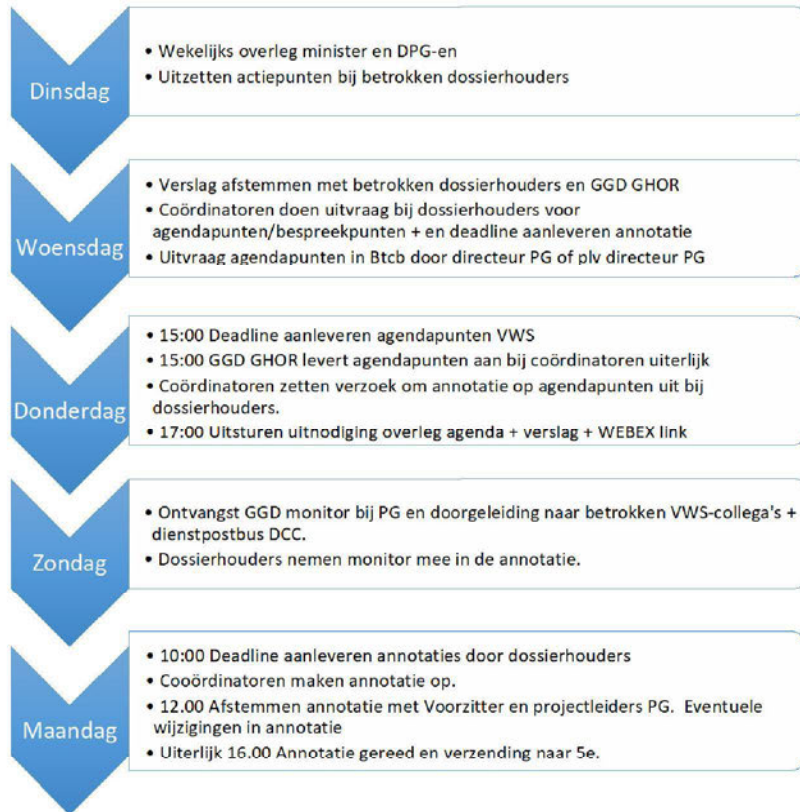 Dinsdag
• Wekelijks overleg minister en DPG-en
• Uitzetten actiepunten bij betrokken dossierhouders
Woensdag
• Verslag afstemmen met betrokken dossierhouders en GGD GHOR
• Coördinatoren doen uitvraag bij dossierhouders voor
agendapunten/bespreekpunten + en deadline aanleveren annotatie
• Uitvraag agendapunten in Btcb door directeur PG of plv directeur PG
Donderdag
• 15:00 Deadline aanleveren agendapunten VWS
• 15:00 GGD GHOR levert agendapunten aan bij coördinatoren uiterlijk
• Coördinatoren zetten verzoek om annotatie op agendapunten uit bij
dossierhouders.
• 17:00 Uitsturen uitnodiging overleg agenda + verslag + WEBEX link
Zondag
• Ontvangst GGD monitor bij PG en doorgeleiding naar betrokken VWS-collega's +
dienstpostbus DCC.
• Dossierhouders nemen monitor mee in de annotatie.
Maandag
• 10:00 Deadline aanleveren annotaties door dossierhouders
• Cooördinatoren maken annotatie op.
• 12.00 Afstemmen annotatie met Voorzitter en projectleiders PG. Eventuele
wijzigingen in annotatie
• Uiterlijk 16.00 Annotatie gereed en verzending naar 5e.